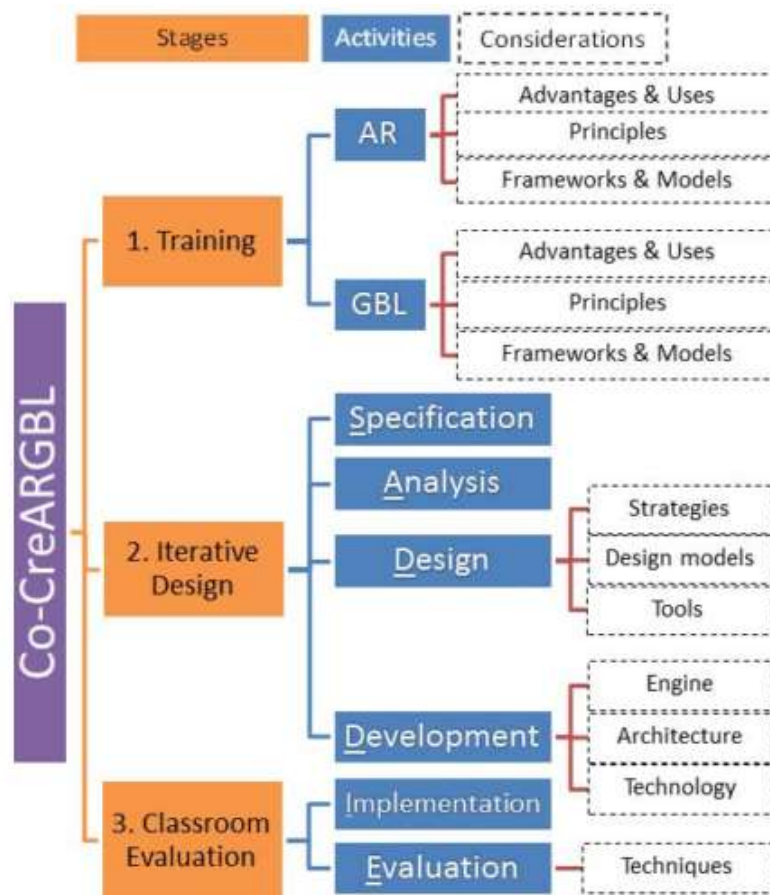 Stages
Activities
Considerations
Co-CreARGBL
1. Training
AR
Advantages & Uses
Principles
Frameworks & Models
GBL
Advantages & Uses
Principles
Frameworks & Models
2. Iterative
Design
Specification
Analysis
Design
Strategies
Design models
Tools
Development
Engine
Architecture
Technology
3. Classroom
Evaluation
Implementation
Evaluation
Techniques